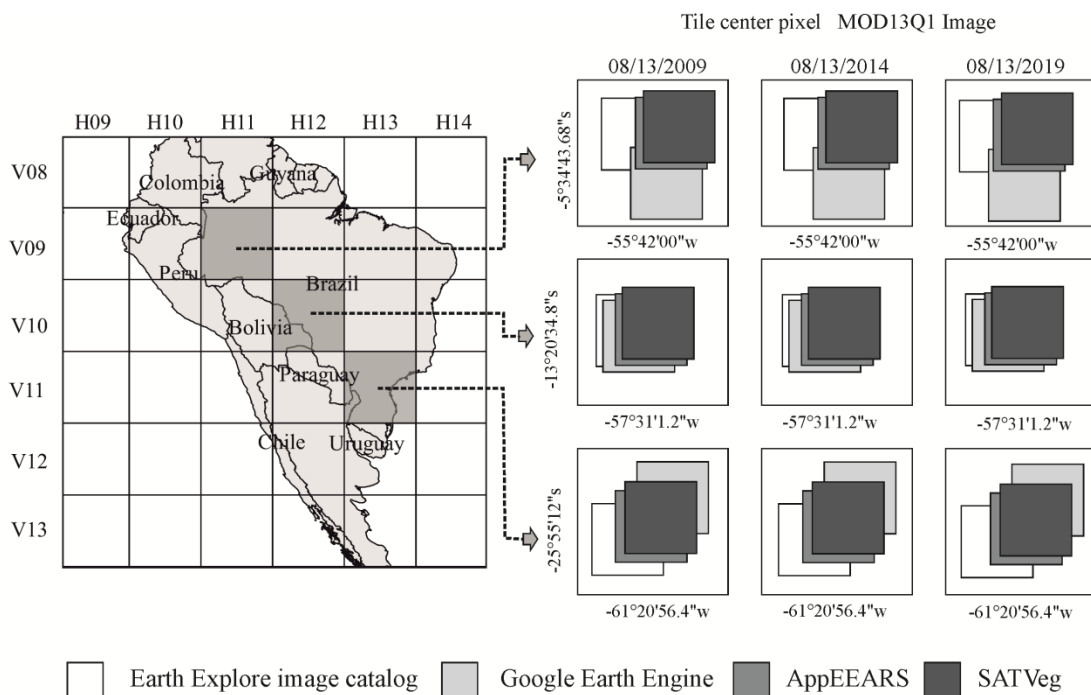 Tile center pixel MOD13Q1 Image
08/13/2009 08/13/2014 08/13/2019
H09 H10 H11 H12 H13 H14
V08
V09
V10
V11
V12
V13
Colombia
Guyana
Ecuador
Peru
Brazil
Bolivia
Paraguay
Chile
Uruguay
-5°34'43.68"s
-55°42'00"w -55°42'00"w -55°42'00"w
-13°20'34.8"s
-57°31'1.2"w -57°31'1.2"w -57°31'1.2"w
-25°55'12"s
-61°20'56.4"w -61°20'56.4"w -61°20'56.4"w
Earth Explore image catalog Google Earth Engine AppEEARS SATVeg